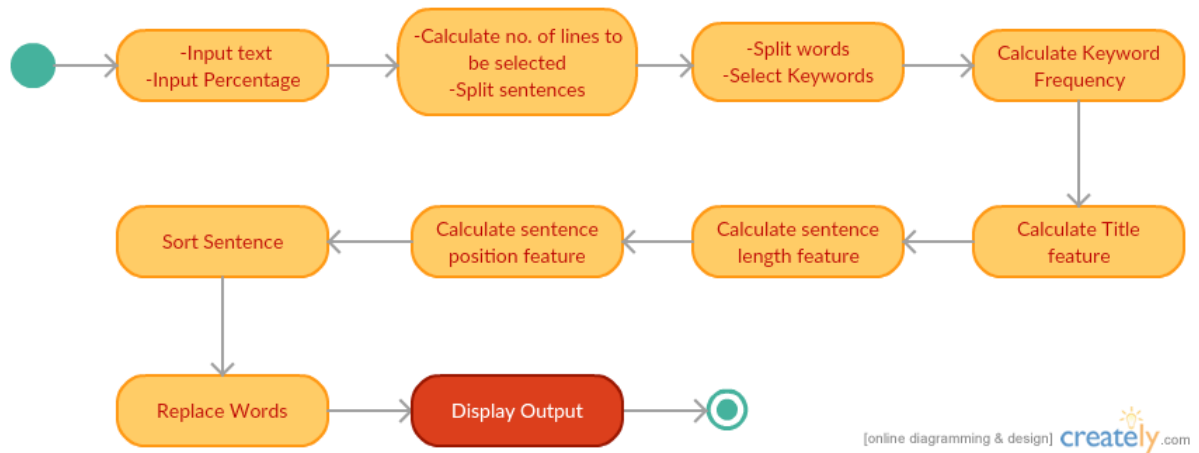 -Input text
-Input Percentage
-Calculate no. of lines to
be selected
-Split sentences
-Split words
-Select Keywords
Calculate Keyword
Frequency
Calculate Title
feature
Calculate sentence
length feature
Calculate sentence
position feature
Sort Sentence
Replace Words
Display Output
[online diagramming & design] creately.com